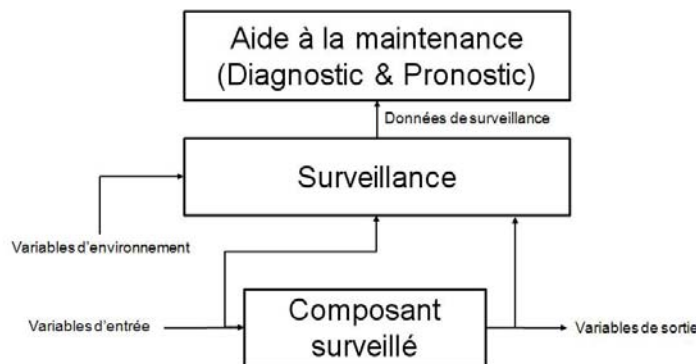 Aide à la maintenance
(Diagnostic & Pronostic)
Données de surveillance
Surveillance
Variables d'environnement
Variables d'entrée
Composant
surveillé
Variables de sortie